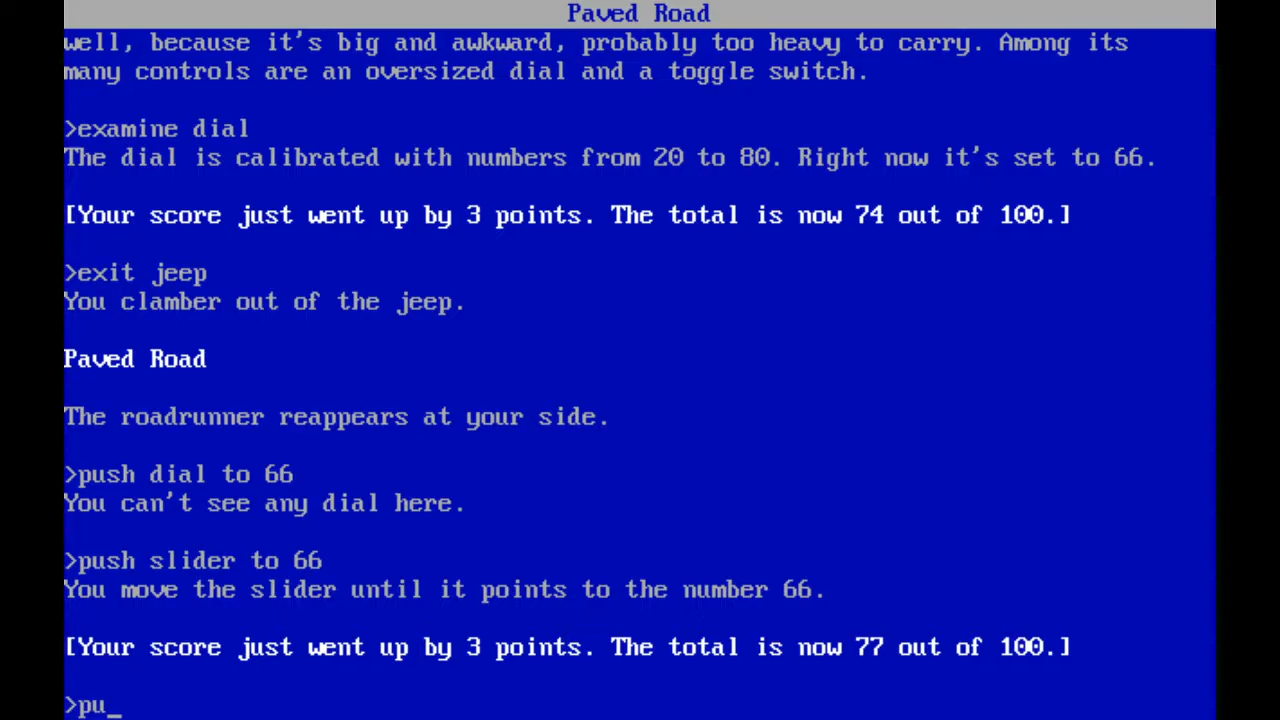 Paved Road
well, because it's big and awkward, probably too heavy to carry. Among its
many controls are an oversized dial and a toggle switch.
>examine dial
The dial is calibrated with numbers from 20 to 80. Right now it's set to 66.
[Your score just went up by 3 points. The total is now 74 out of 100.]
>exit jeep
You clamber out of the jeep.
Paved Road
The roadrunner reappears at your side.
>push dial to 66
You can't see any dial here.
>push slider to 66
You move the slider until it points to the number 66.
[Your score just went up by 3 points. The total is now 77 out of 100.]
>pu_